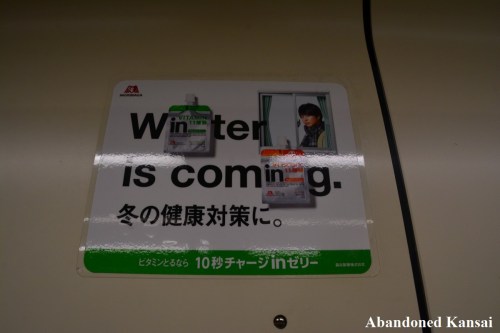 Winter
is coming.
冬の健康対策に。
ビタミンとるなら 10秒チャージinゼリー
Abandoned Kansai